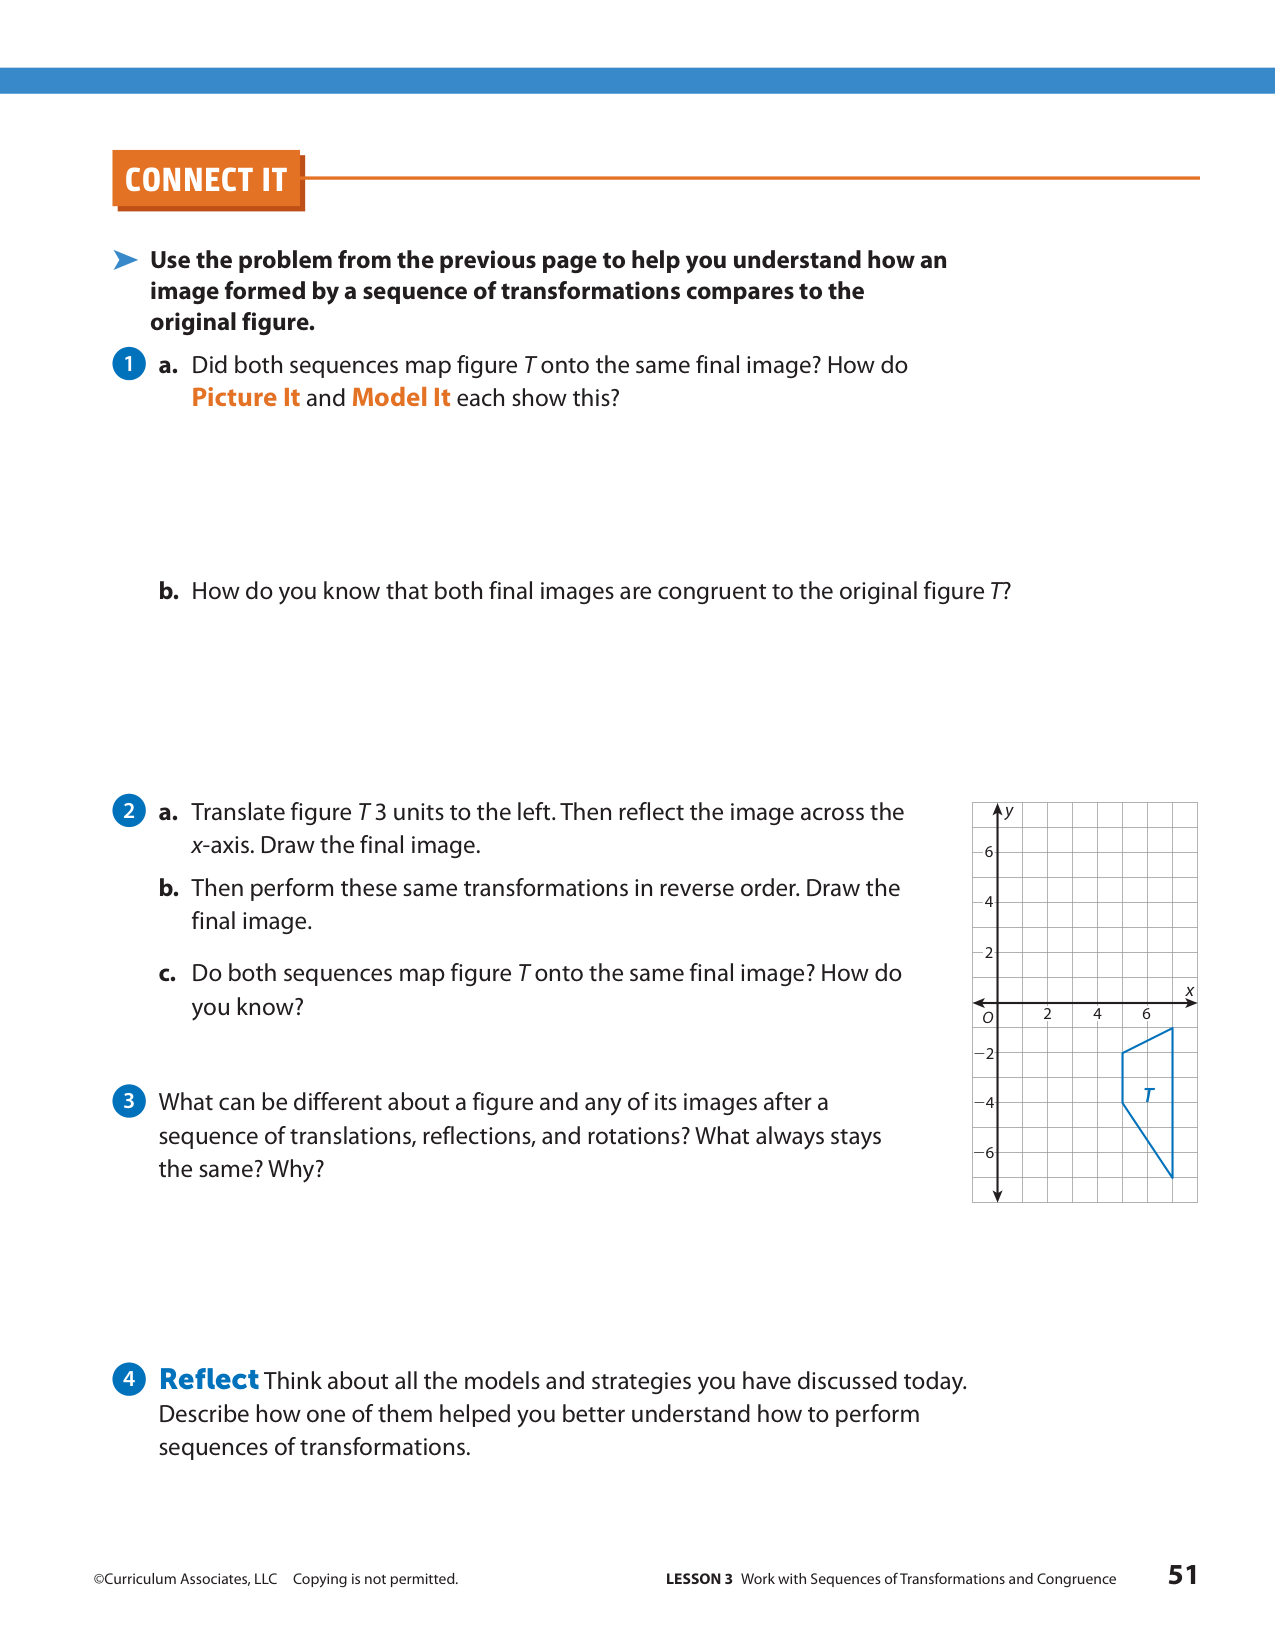 CONNECT IT
➤ Use the problem from the previous page to help you understand how an
image formed by a sequence of transformations compares to the
original figure.
1 a. Did both sequences map figure T onto the same final image? How do
Picture It and Model It each show this?
b. How do you know that both final images are congruent to the original figure T?
2 a. Translate figure T 3 units to the left. Then reflect the image across the
x-axis. Draw the final image.
b. Then perform these same transformations in reverse order. Draw the
final image.
c. Do both sequences map figure T onto the same final image? How do
you know?
y
6
4
2
x
O 2 4 6
−2
T
−4
−6
3 What can be different about a figure and any of its images after a
sequence of translations, reflections, and rotations? What always stays
the same? Why?
4 Reflect Think about all the models and strategies you have discussed today.
Describe how one of them helped you better understand how to perform
sequences of transformations.
©Curriculum Associates, LLC Copying is not permitted. LESSON 3 Work with Sequences of Transformations and Congruence 51